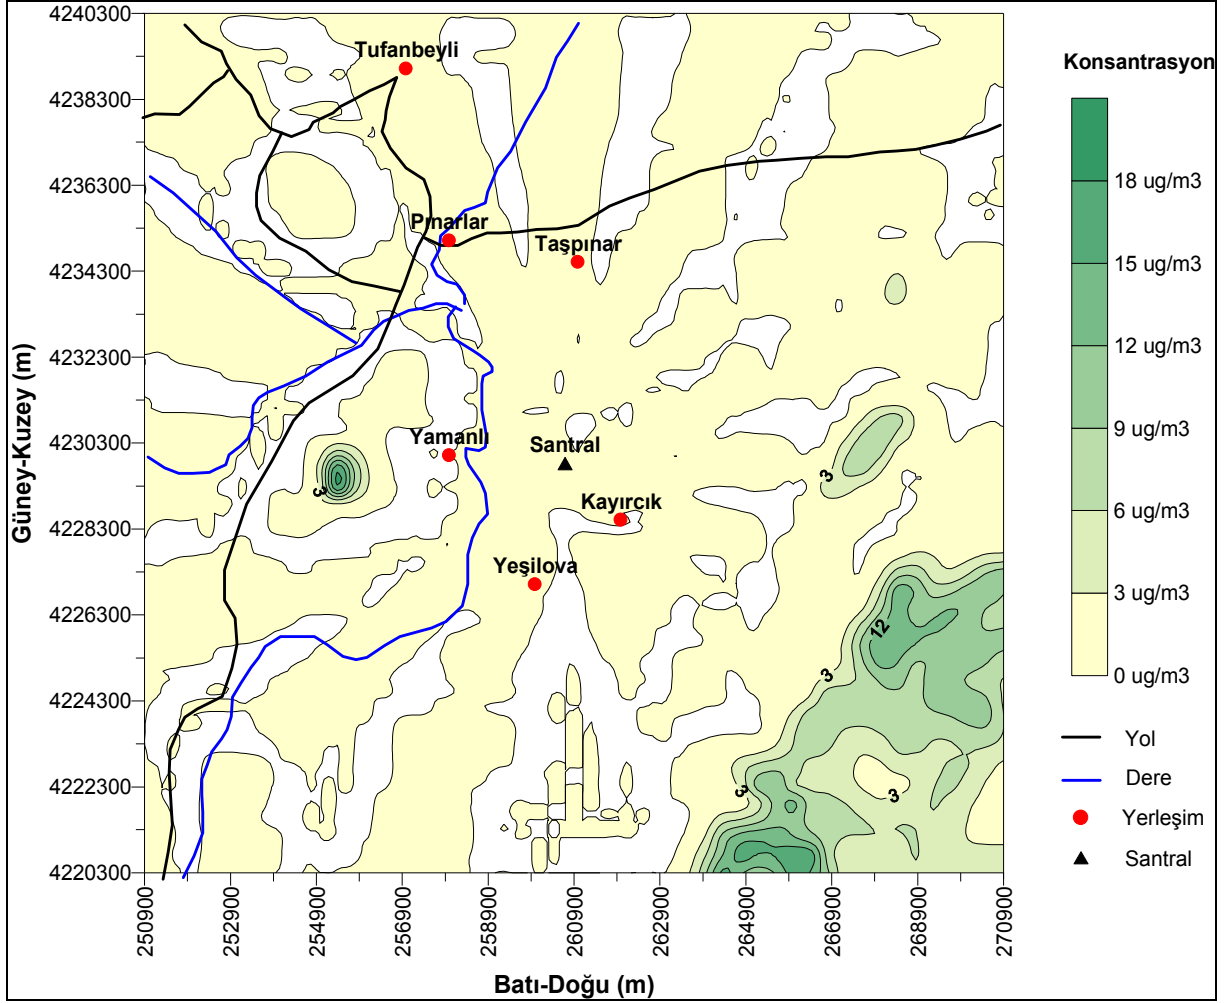 4240300
4238300
4236300
4234300
4232300
4230300
4228300
4226300
4224300
4222300
4220300
Güney-Kuzey (m)
Tufanbeyli
Pınarlar
Taşpınar
Yamanlı
Santral
Kayırcık
Yeşilova
3
3
12
3
3
3
250900
252900
254900
256900
258900
260900
262900
264900
266900
268900
270900
Batı-Doğu (m)
Konsantrasyon
18 ug/m3
15 ug/m3
12 ug/m3
9 ug/m3
6 ug/m3
3 ug/m3
0 ug/m3
Yol
Dere
Yerleşim
Santral